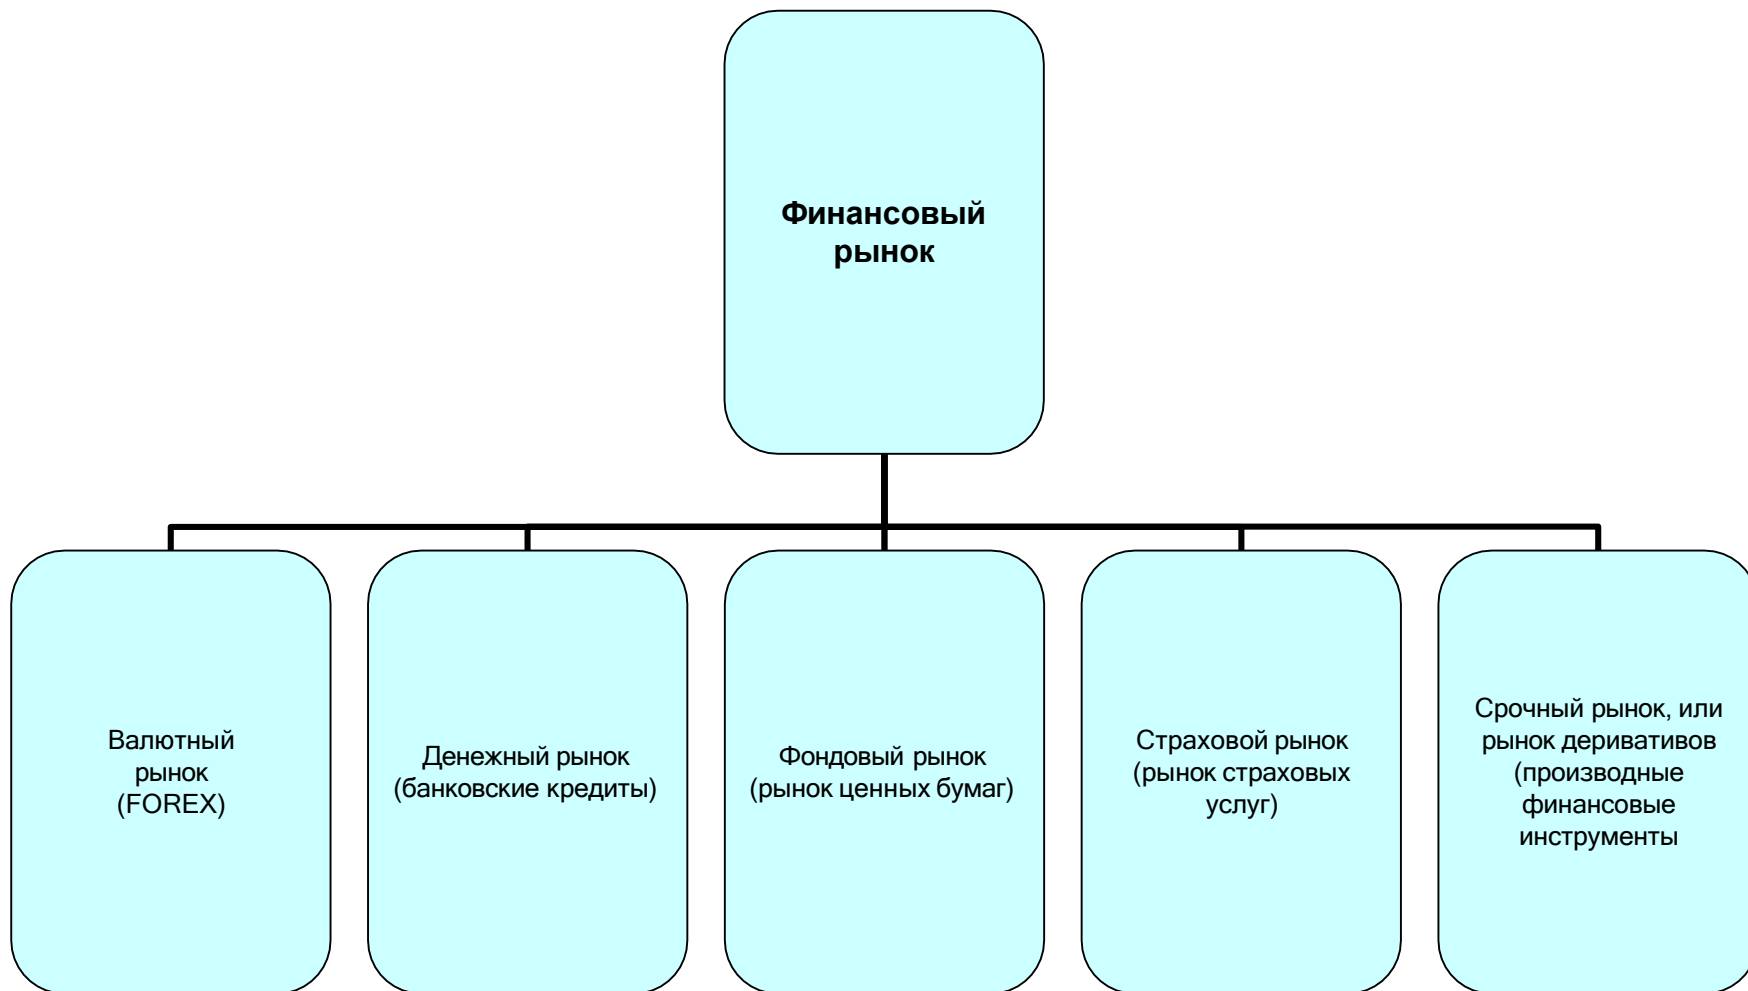 Финансовый
рынок
Валютный
рынок
(FOREX)
Денежный рынок
(банковские кредиты)
Фондовый рынок
(рынок ценных бумаг)
Страховой рынок
(рынок страховых
услуг)
Срочный рынок, или
рынок деривативов
(производные
финансовые
инструменты